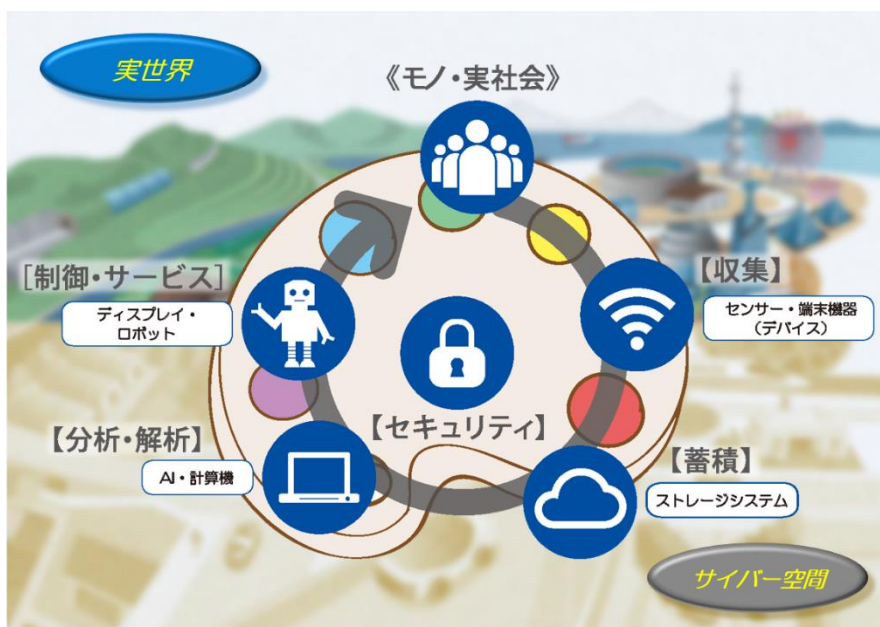 実世界
《モノ・実社会》
[制御・サービス]
ディスプレイ・
ロボット
【収集】
センサー・端末機器
（デバイス）
【セキュリティ】
【分析・解析】
AI・計算機
【蓄積】
ストレージシステム
サイバー空間